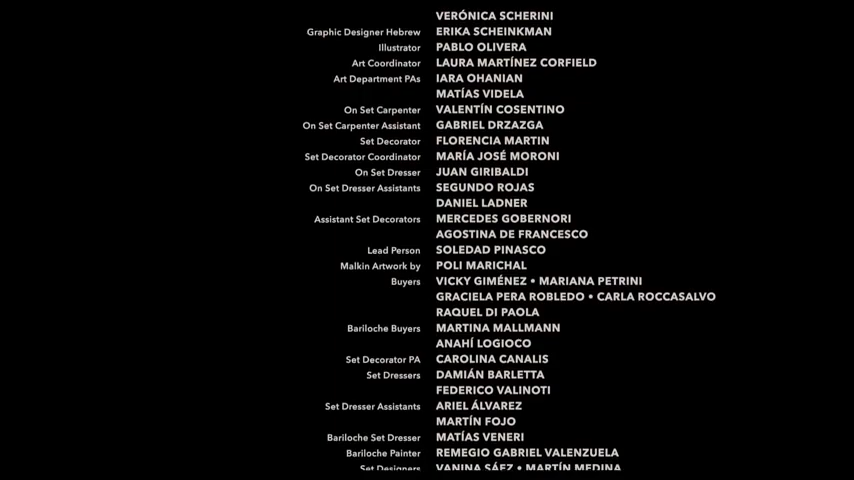 VERÓNICA SCHERINI
Graphic Designer Hebrew ERIKA SCHEINKMAN
Illustrator PABLO OLIVERA
Art Coordinator LAURA MARTÍNEZ CORFIELD
Art Department PAs IARA OHANIAN
MATÍAS VIDELA
On Set Carpenter VALENTÍN COSENTINO
On Set Carpenter Assistant GABRIEL DRZAZGA
Set Decorator FLORENCIA MARTIN
Set Decorator Coordinator MARÍA JOSÉ MORONI
On Set Dresser JUAN GIRIBALDI
On Set Dresser Assistants SEGUNDO ROJAS
DANIEL LADNER
Assistant Set Decorators MERCEDES GOBERNORI
AGOSTINA DE FRANCESCO
Lead Person SOLEDAD PINASCO
Malkin Artwork by POLI MARICHAL
Buyers VICKY GIMÉNEZ • MARIANA PETRINI
GRACIELA PERA ROBLEDO • CARLA ROCCASALVO
RAQUEL DI PAOLA
Bariloche Buyers MARTINA MALLMANN
ANAHÍ LOGIOCO
Set Decorator PA CAROLINA CANALIS
Set Dressers DAMIÁN BARLETTA
FEDERICO VALINOTI
Set Dresser Assistants ARIEL ÁLVAREZ
MARTÍN FOJO
Bariloche Set Dresser MATÍAS VENERI
Bariloche Painter REMEGIO GABRIEL VALENZUELA
Set Designers VANINA SÁEZ • MARTÍN MEDINA